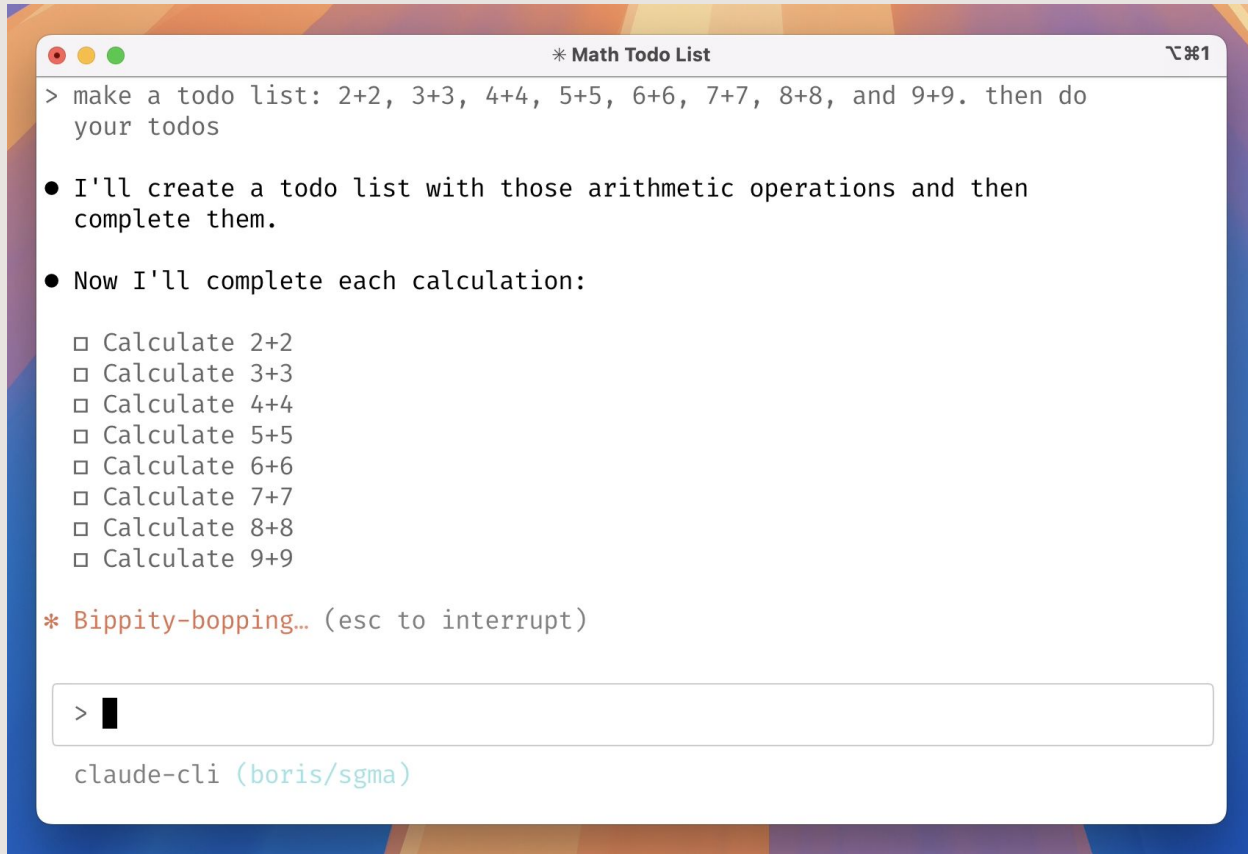 ✳ Math Todo List
⌥⌘1
> make a todo list: 2+2, 3+3, 4+4, 5+5, 6+6, 7+7, 8+8, and 9+9. then do
your todos
● I'll create a todo list with those arithmetic operations and then
complete them.
● Now I'll complete each calculation:
☐ Calculate 2+2
☐ Calculate 3+3
☐ Calculate 4+4
☐ Calculate 5+5
☐ Calculate 6+6
☐ Calculate 7+7
☐ Calculate 8+8
☐ Calculate 9+9
✻ Bippity-bopping… (esc to interrupt)
>
claude-cli (boris/sgma)